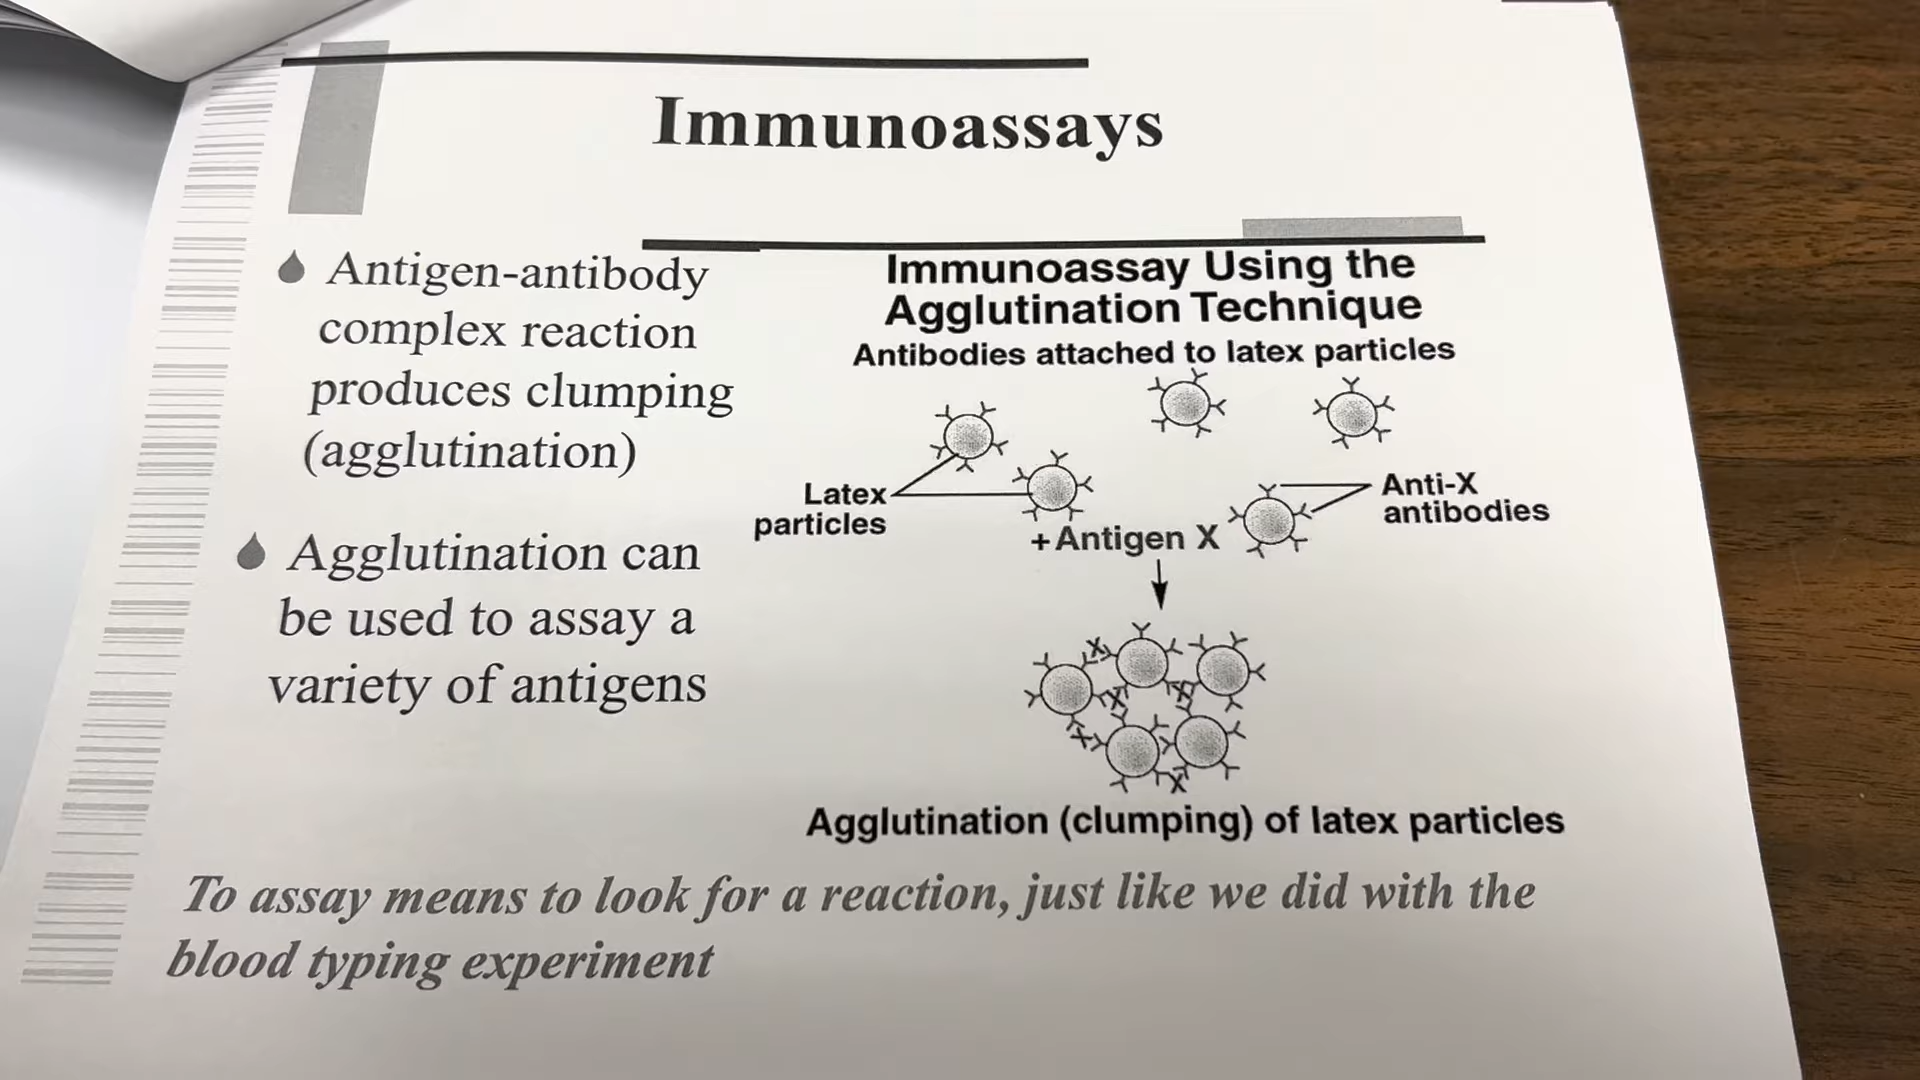 Immunoassays
Antigen-antibody
complex reaction
produces clumping
(agglutination)
Agglutination can
be used to assay a
variety of antigens
Immunoassay Using the
Agglutination Technique
Antibodies attached to latex particles
Latex
particles
Anti-X
antibodies
+Antigen X
X
X
X
X
X
Agglutination (clumping) of latex particles
To assay means to look for a reaction, just like we did with the
blood typing experiment